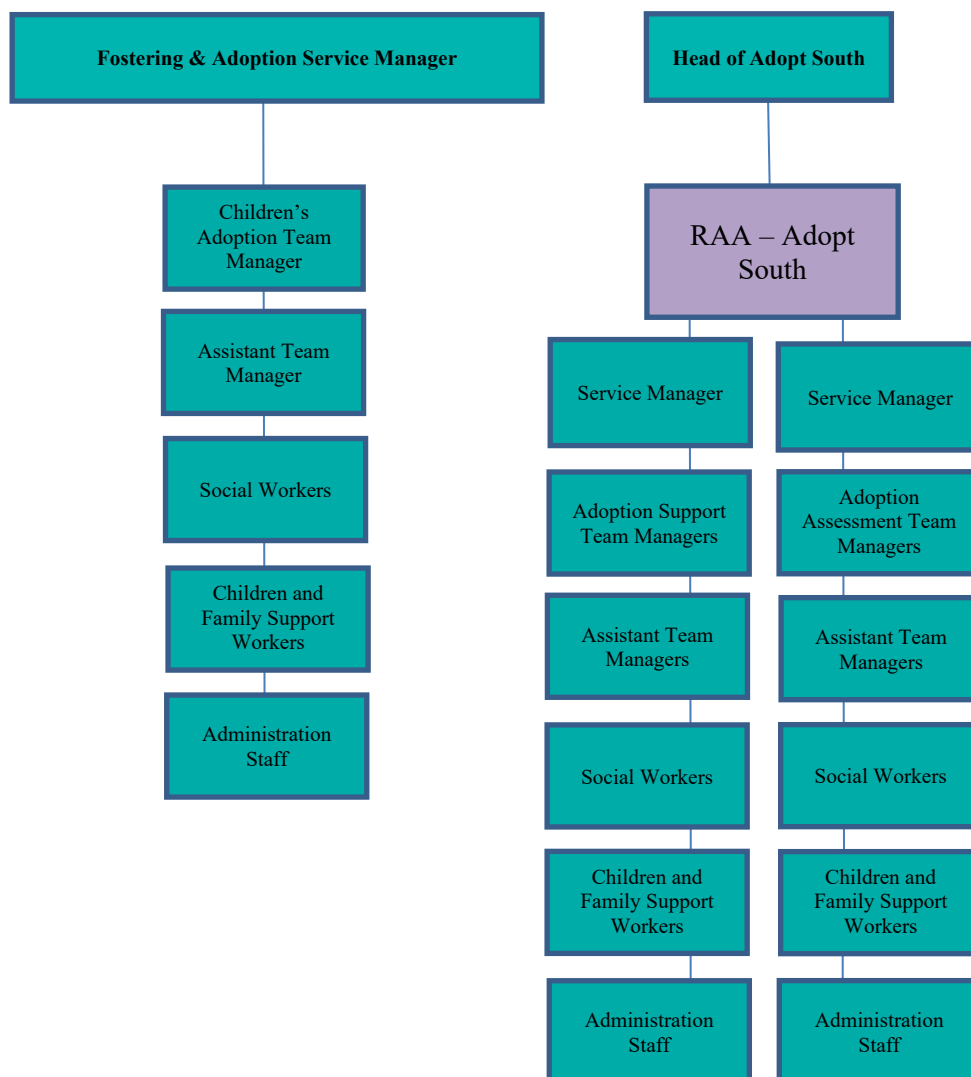 Fostering & Adoption Service Manager
Children’s
Adoption Team
Manager
Assistant Team
Manager
Social Workers
Children and
Family Support
Workers
Administration
Staff
Head of Adopt South
RAA – Adopt
South
Service Manager
Adoption Support
Team Managers
Assistant Team
Managers
Social Workers
Children and
Family Support
Workers
Administration
Staff
Service Manager
Adoption
Assessment Team
Managers
Assistant Team
Managers
Social Workers
Children and
Family Support
Workers
Administration
Staff